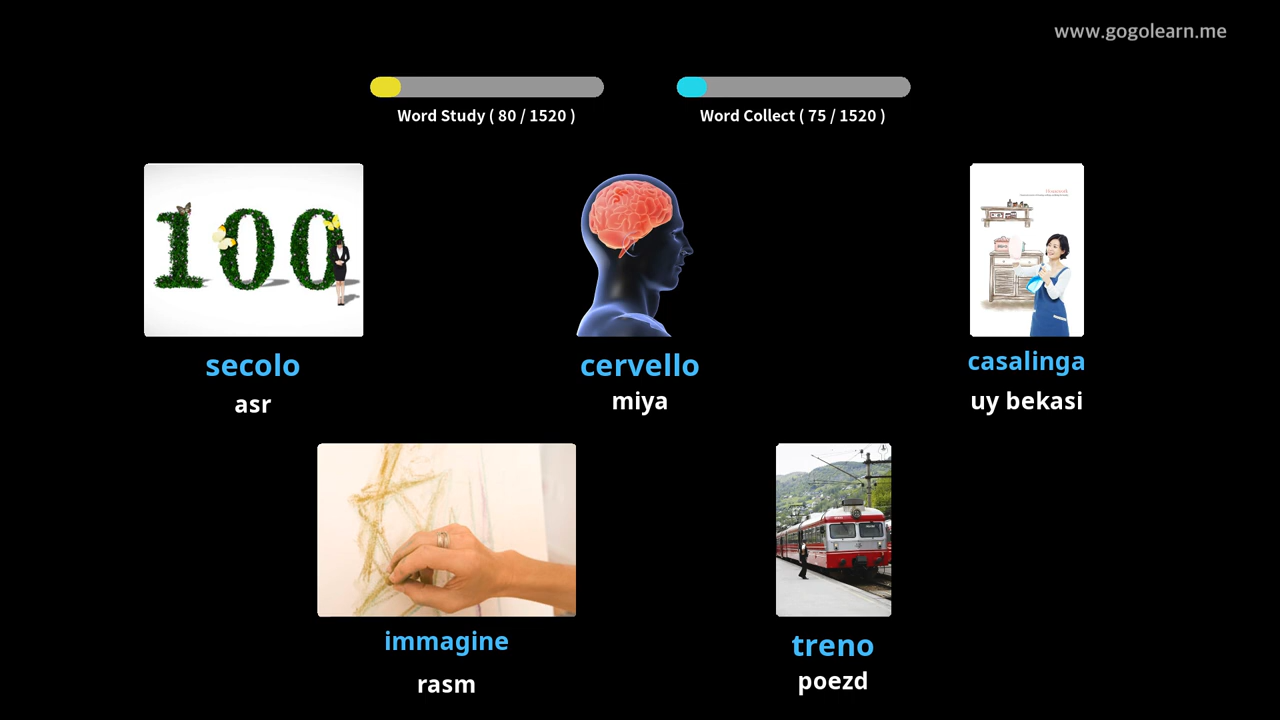 www.gogolearn.me
Word Study ( 80 / 1520 )
Word Collect ( 75 / 1520 )
100
secolo
cervello
casalinga
asr
miya
uy bekasi
immagine
treno
rasm
poezd